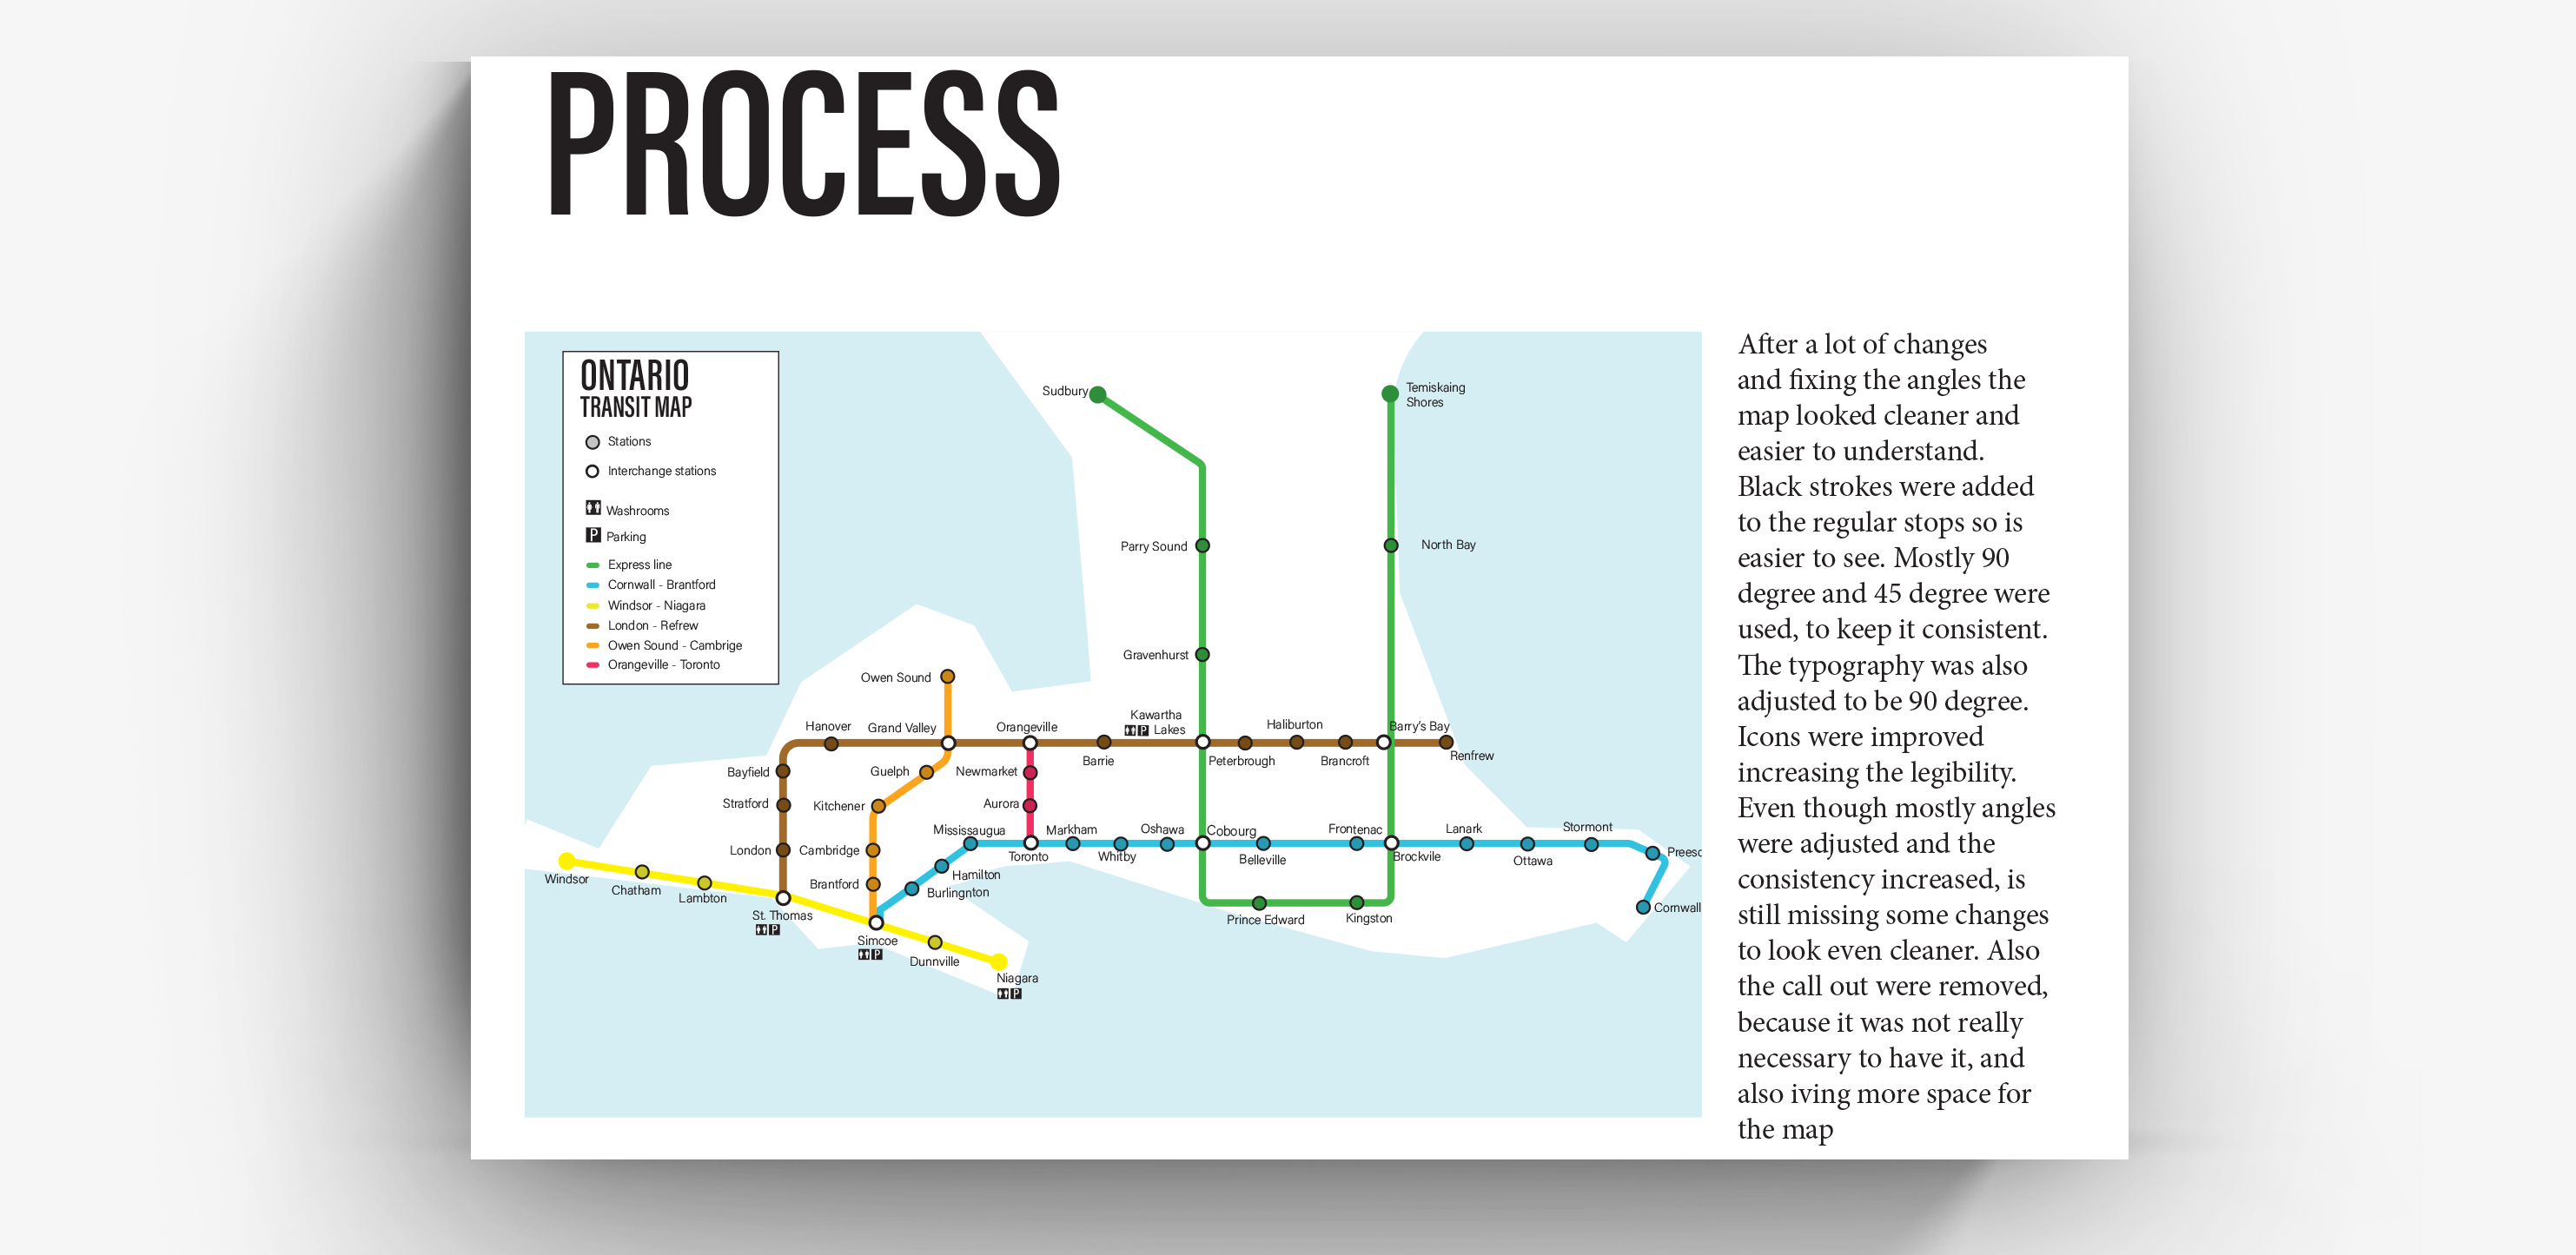 PROCESS
ONTARIO
TRANSIT MAP
Stations
Interchange stations
Washrooms
P Parking
Express line
Cornwall - Brantford
Windsor - Niagara
London - Refrew
Owen Sound - Cambrige
Orangeville - Toronto
Sudbury
Temiskaing
Shores
Parry Sound
North Bay
Gravenhurst
Owen Sound
Hanover
Grand Valley
Orangeville
Kawartha
P Lakes
Haliburton
Barry's Bay
Barrie
Peterbrough
Brancroft
Renfrew
Bayfield
Guelph
Newmarket
Stratford
Kitchener
Aurora
Mississaugua
Markham
Oshawa
Cobourg
Frontenac
Lanark
Stormont
London
Cambridge
Toronto
Whitby
Belleville
Brockville
Ottawa
Preesc
Windsor
Chatham
Lambton
Brantford
Hamilton
Burlingnton
Cornwall
St. Thomas
P
Prince Edward
Kingston
Simcoe
P
Dunnville
Niagara
P
After a lot of changes
and fixing the angles the
map looked cleaner and
easier to understand.
Black strokes were added
to the regular stops so is
easier to see. Mostly 90
degree and 45 degree were
used, to keep it consistent.
The typography was also
adjusted to be 90 degree.
Icons were improved
increasing the legibility.
Even though mostly angles
were adjusted and the
consistency increased, is
still missing some changes
to look even cleaner. Also
the call out were removed,
because it was not really
necessary to have it, and
also iving more space for
the map